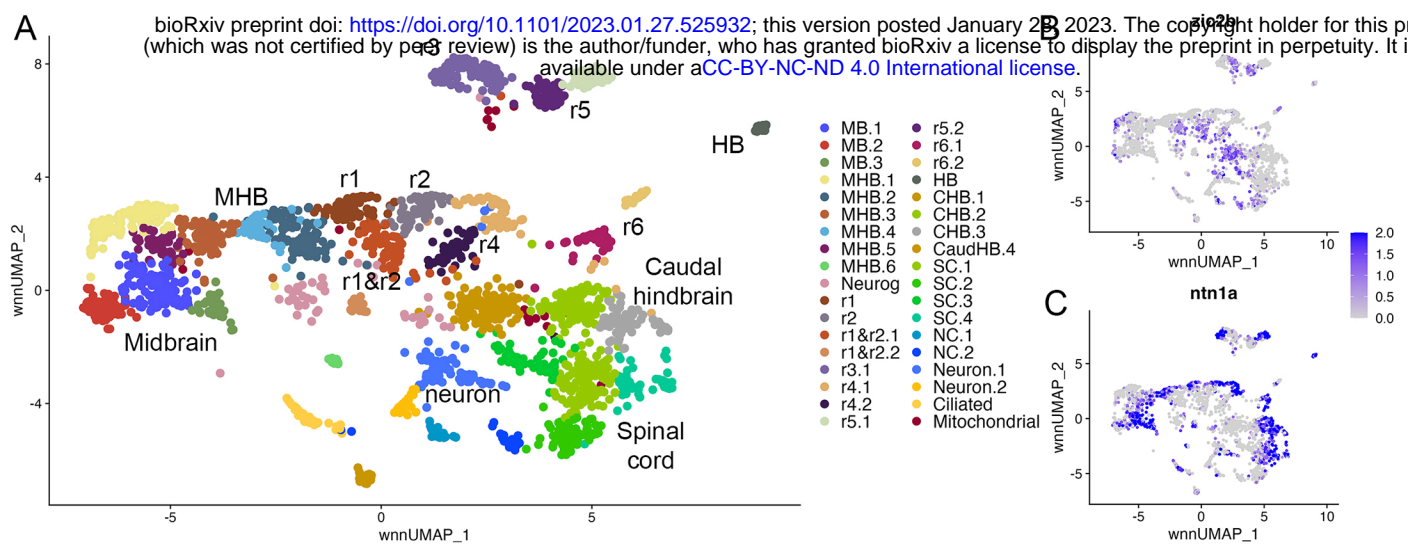 A
bioRxiv preprint doi: https://doi.org/10.1101/2023.01.27.525932; this version posted January 28, 2023. The copyright holder for this pr
(which was not certified by peer review) is the author/funder, who has granted bioRxiv a license to display the preprint in perpetuity. It i
available under aCC-BY-NC-ND 4.0 International license.
r3
r5
HB
MHB
r1
r2
r4
r6
r1&r2
Caudal
hindbrain
Midbrain
neuron
Spinal
cord
8
4
0
-4
wnnUMAP_2
-5
0
5
wnnUMAP_1
MB.1
MB.2
MB.3
MHB.1
MHB.2
MHB.3
MHB.4
MHB.5
MHB.6
Neurog
r1
r2
r1&r2.1
r1&r2.2
r3.1
r4.1
r4.2
r5.1
r5.2
r6.1
r6.2
HB
CHB.1
CHB.2
CHB.3
CaudHB.4
SC.1
SC.2
SC.3
SC.4
NC.1
NC.2
Neuron.1
Neuron.2
Ciliated
Mitochondrial
B
zic2b
5
0
-5
wnnUMAP_2
-5
0
5
10
wnnUMAP_1
2.0
1.5
1.0
0.5
0.0
C
ntn1a
5
0
-5
wnnUMAP_2
-5
0
5
10
wnnUMAP_1